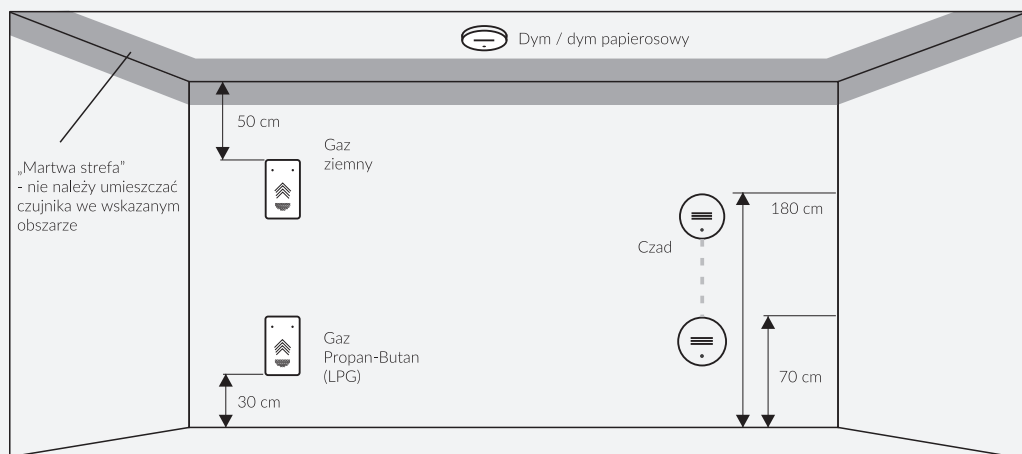 Dym / dym papierosowy
50 cm
Gaz
ziemny
„Martwa strefa”
- nie należy umieszczać
czujnika we wskazanym
obszarze
180 cm
Czad
Gaz
Propan-Butan
(LPG)
70 cm
30 cm